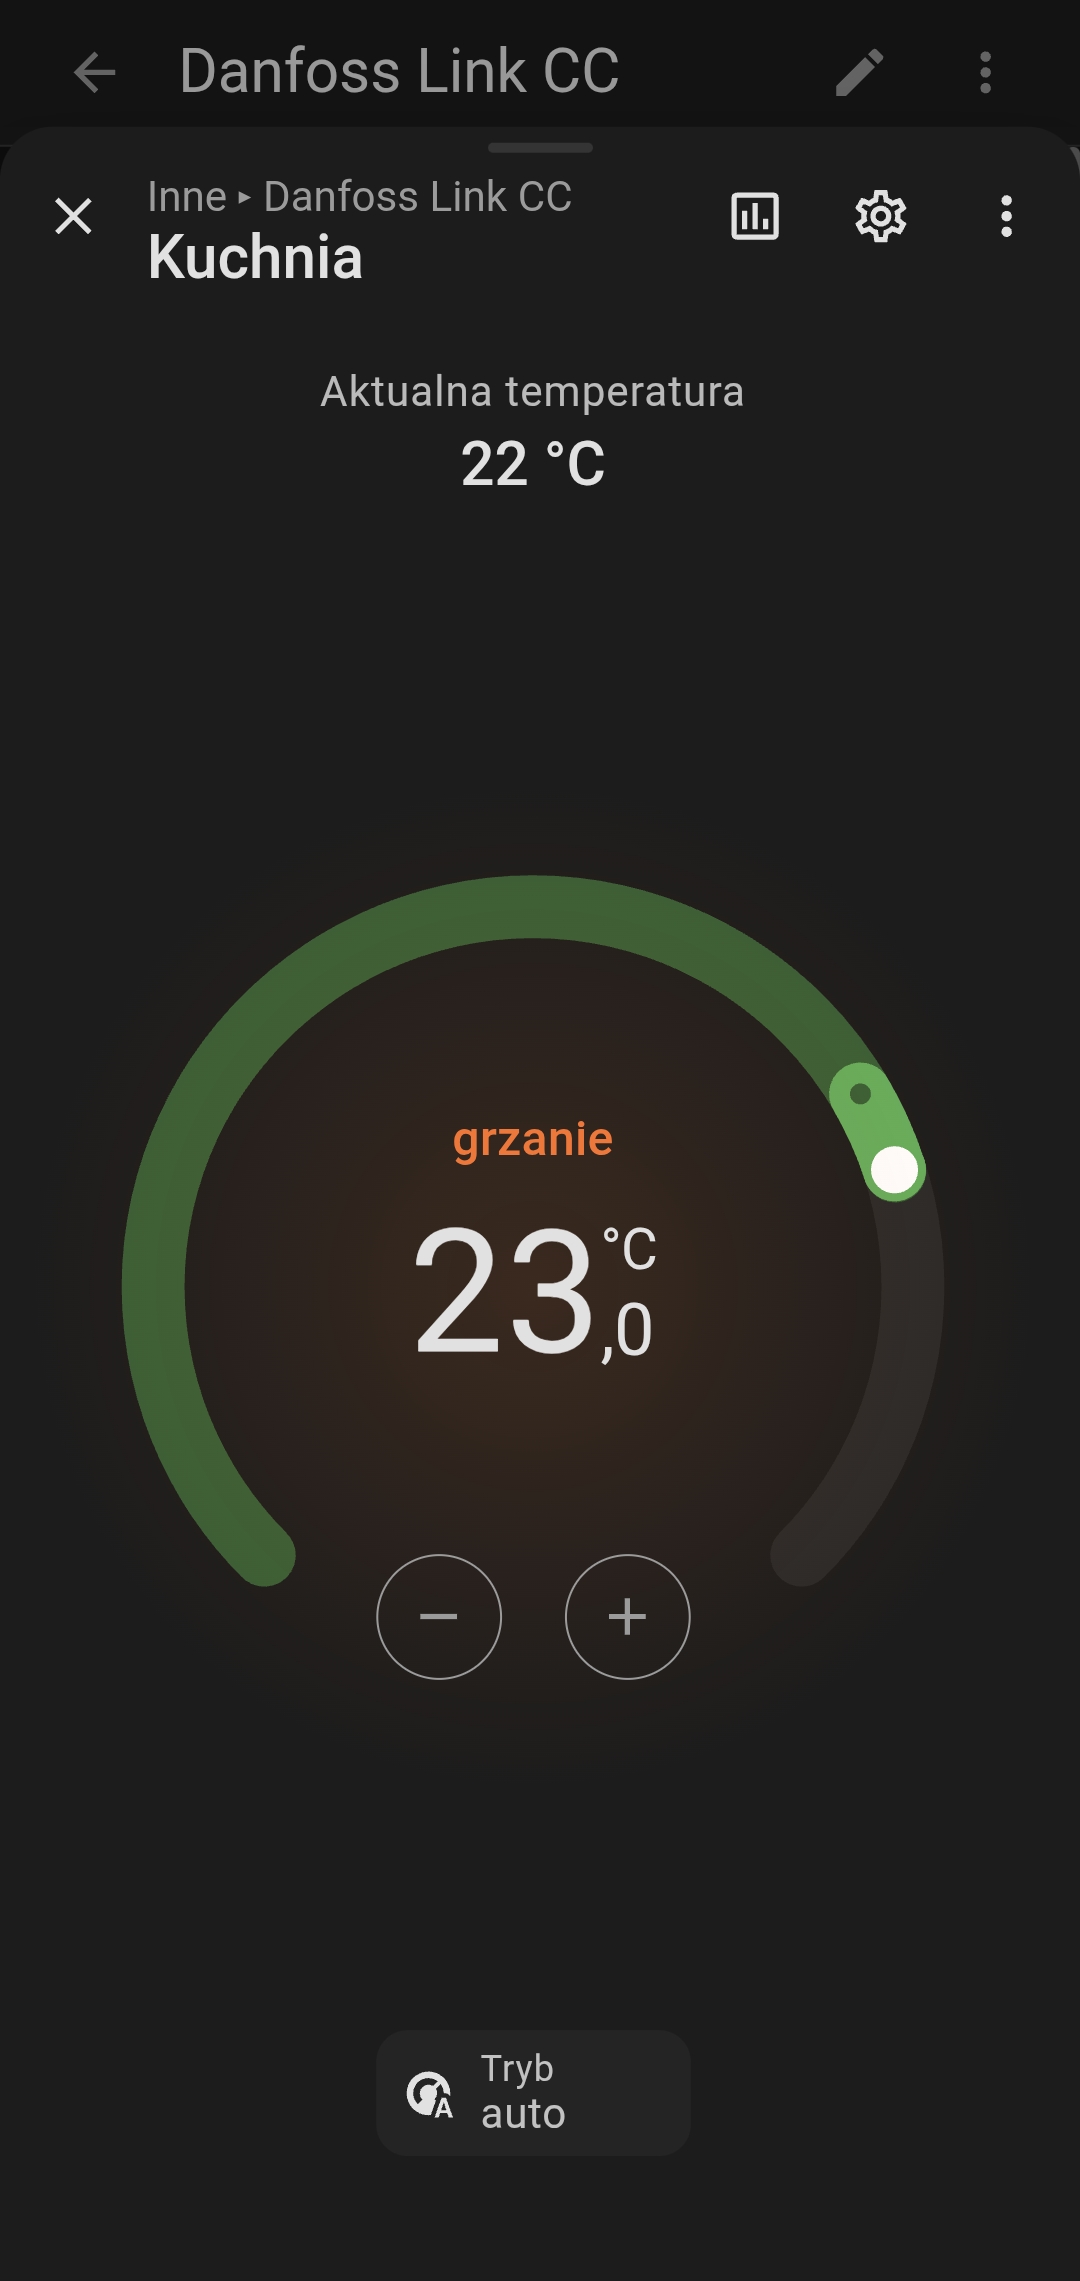 Danfoss Link CC
Inne ▸ Danfoss Link CC
Kuchnia
Aktualna temperatura
22 °C
grzanie
23,0 °C
Tryb
auto